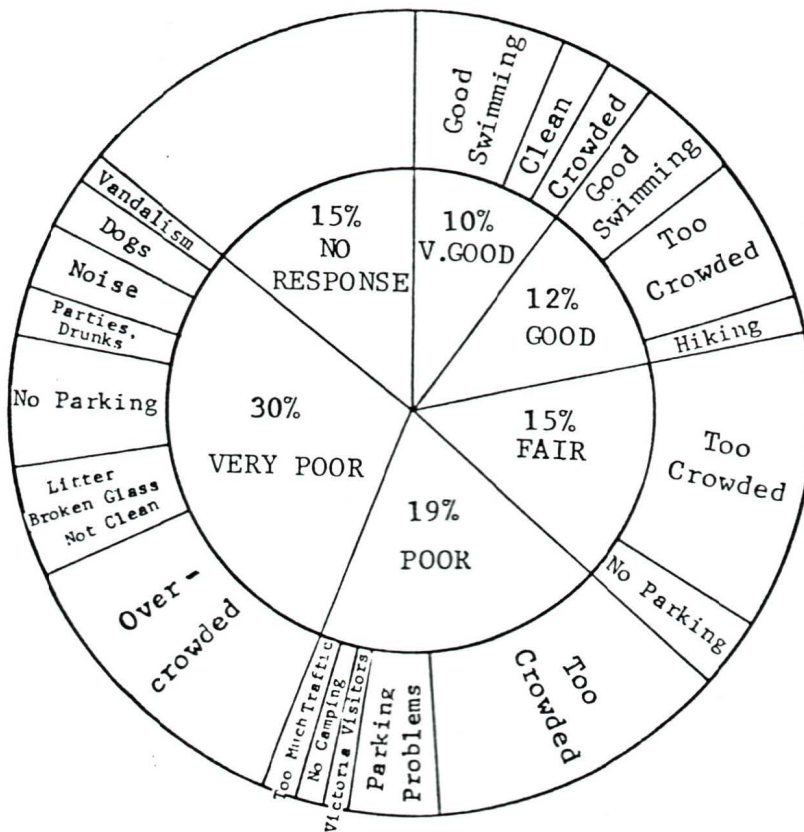 15%
NO
RESPONSE
10%
V.GOOD
12%
GOOD
15%
FAIR
19%
POOR
30%
VERY POOR
Good
Swimming
Clean
Crowded
Good
Swimming
Too
Crowded
Hiking
Too
Crowded
No Parking
Too
Crowded
Parking
Problems
Victoria Visitors
No Camping
Too Much Traffic
Over-
crowded
Litter
Broken Glass
Not Clean
No Parking
Parties,
Drunks
Noise
Dogs
Vandalism